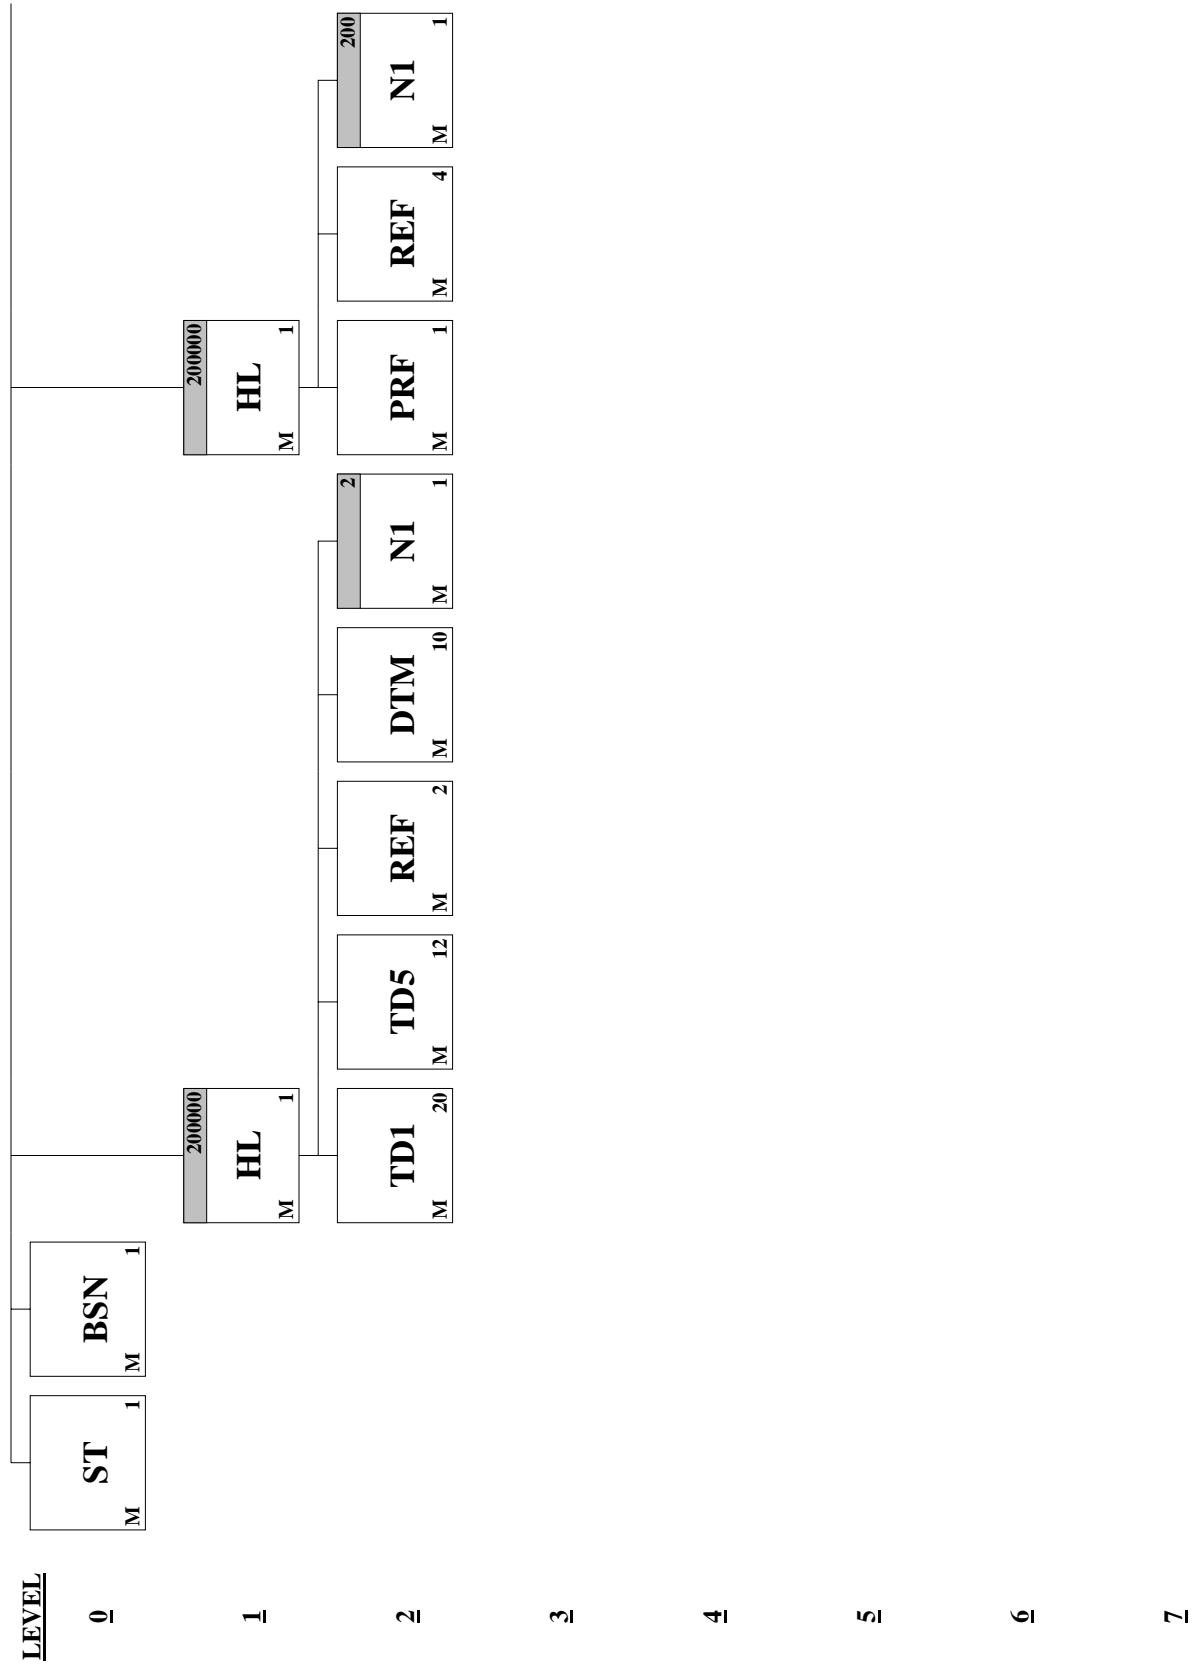 LEVEL
0 ST BSN
M 1 M 1
200000 200000
1 HL HL
M 1 M 1
2 200
2 TD1 TD5 REF DTM N1 PRF REF N1
M 20 M 12 M 2 M 10 M 1 M 1 M 4 M 1
3
4
5
6
7